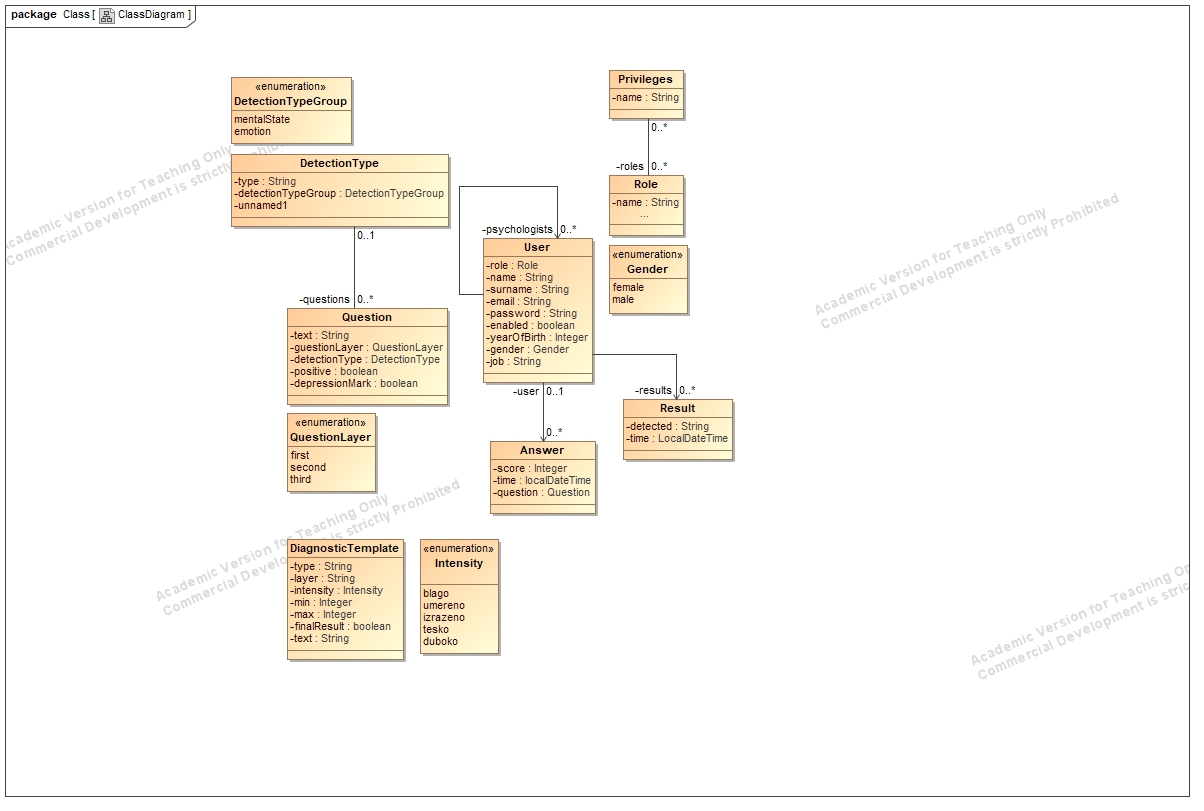 package Class [ ClassDiagram ]
«enumeration»
DetectionTypeGroup
mentalState
emotion
DetectionType
-type : String
-detectionTypeGroup : DetectionTypeGroup
-unnamed1
0..1
-questions 0..*
Question
-text : String
-guestionLayer : QuestionLayer
-detectionType : DetectionType
-positive : boolean
-depressionMark : boolean
«enumeration»
QuestionLayer
first
second
third
Privileges
-name : String
0..*
-roles 0..*
Role
-name : String
...
«enumeration»
Gender
female
male
-psychologists 0..*
User
-role : Role
-name : String
-surname : String
-email : String
-password : String
-enabled : boolean
-yearOfBirth : Integer
-gender : Gender
-job : String
-user 0..1
0..*
Answer
-score : Integer
-time : localDateTime
-question : Question
-results 0..*
Result
-detected : String
-time : LocalDateTime
DiagnosticTemplate
-type : String
-layer : String
-intensity : Intensity
-min : Integer
-max : Integer
-finalResult : boolean
-text : String
«enumeration»
Intensity
blago
umereno
izrazeno
tesko
duboko
Academic Version for Teaching Only
Commercial Development is strictly Prohibited
Academic Version for Teaching Only
Commercial Development is strictly Prohibited
Academic Version for Teaching Only
Commercial Development is strictly Prohibited
Academic Version for Teaching
Commercial Development is